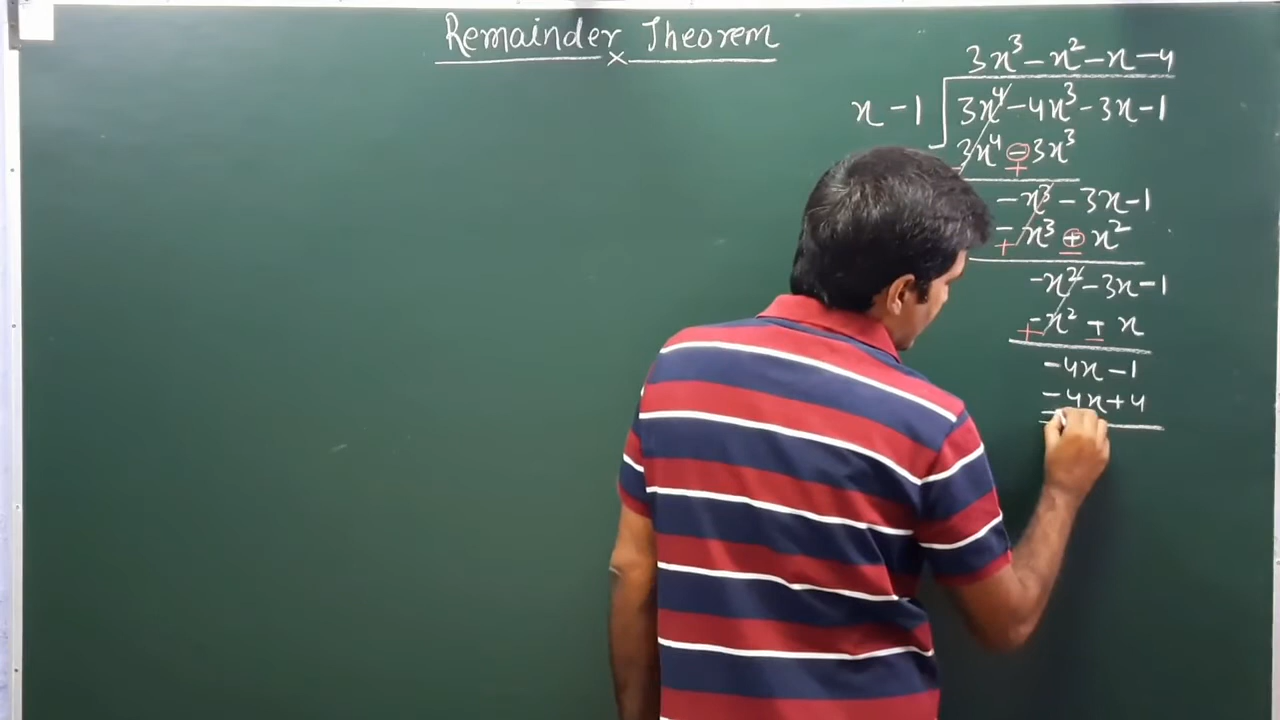 Remainder Theorem
3x³ - x² - x - 4
x - 1 3x⁴ - 4x³ - 3x - 1
3x⁴ - 3x³
- +
- x³ - 3x - 1
- x³ + x²
+ -
- x² - 3x - 1
- x² + x
+ -
- 4x - 1
- 4x + 4